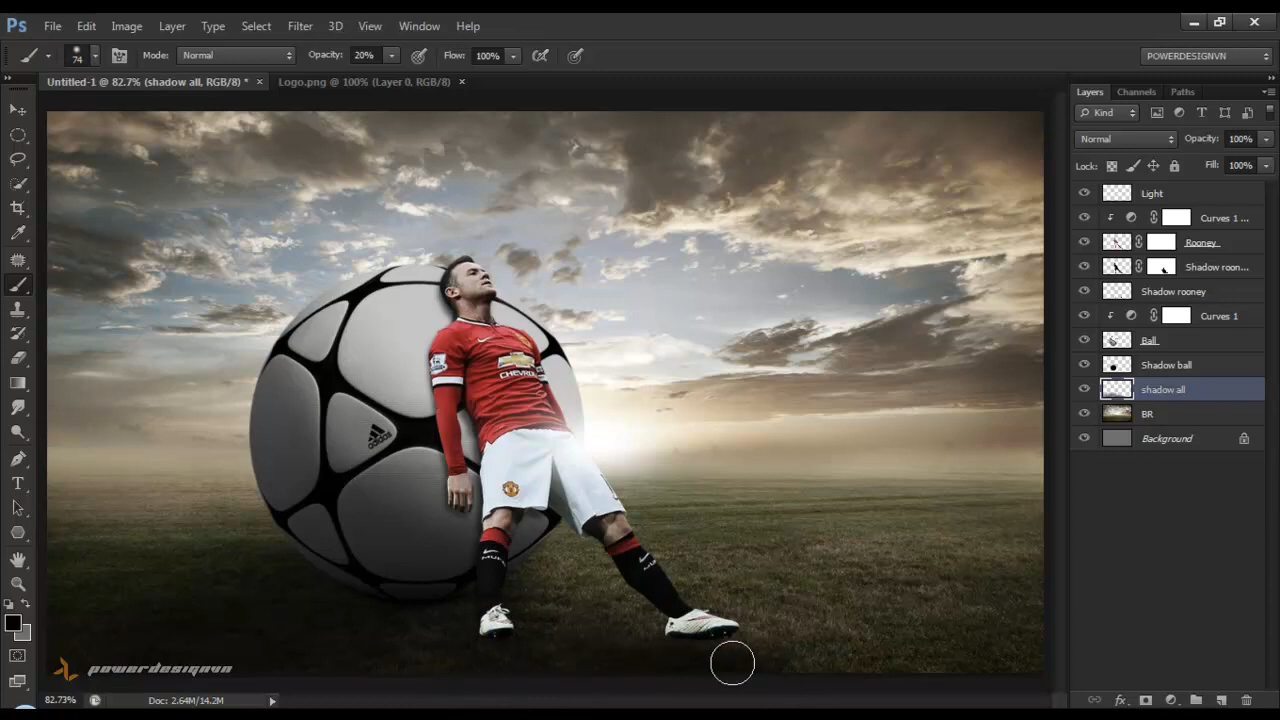 Ps File Edit Image Layer Type Select Filter 3D View Window Help
74 Mode: Normal Opacity: 20% Flow: 100% POWERDESIGNVN
Untitled-1 @ 82.7% (shadow all, RGB/8) * × Logo.png @ 100% (Layer 0, RGB/8) ×
Layers Channels Paths
Kind
Normal Opacity: 100%
Lock: Fill: 100%
Light
Curves 1 ...
Rooney
Shadow roon...
Shadow rooney
Curves 1
Ball
Shadow ball
shadow all
BR
Background
CHEVROL
adidas
powerdesignvn
82.73% Doc: 2.64M/14.2M